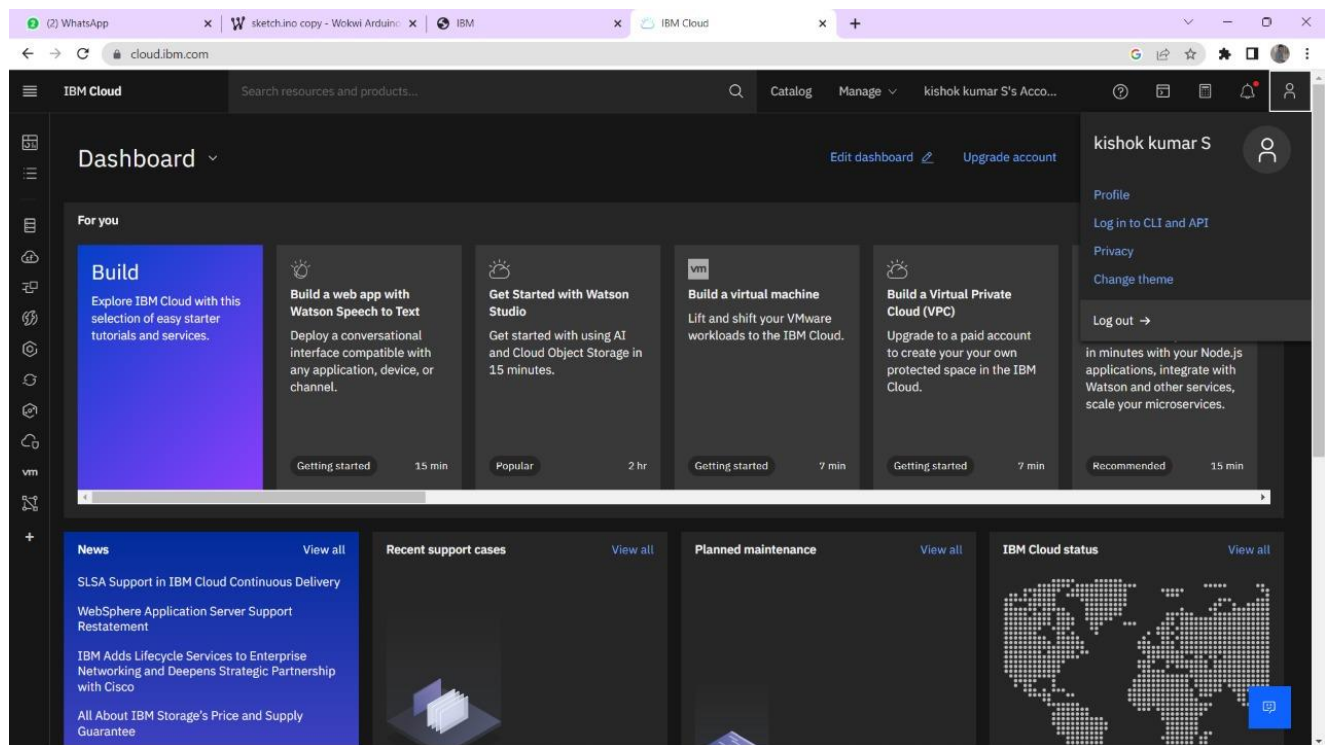 (2) WhatsApp
sketch.ino copy - Wokwi Arduino
IBM
IBM Cloud
cloud.ibm.com
IBM Cloud
Search resources and products...
Catalog
Manage
kishok kumar S's Acco...
Dashboard
Edit dashboard
Upgrade account
kishok kumar S
Profile
Log in to CLI and API
Privacy
Change theme
Log out →
For you
Build
Explore IBM Cloud with this
selection of easy starter
tutorials and services.
Build a web app with
Watson Speech to Text
Deploy a conversational
interface compatible with
any application, device, or
channel.
Getting started
15 min
Get Started with Watson
Studio
Get started with using AI
and Cloud Object Storage in
15 minutes.
Popular
2 hr
vm
Build a virtual machine
Lift and shift your VMware
workloads to the IBM Cloud.
Getting started
7 min
Build a Virtual Private
Cloud (VPC)
Upgrade to a paid account
to create your your own
protected space in the IBM
Cloud.
Getting started
7 min
in minutes with your Node.js
applications, integrate with
Watson and other services,
scale your microservices.
Recommended
15 min
vm
News
View all
SLSA Support in IBM Cloud Continuous Delivery
WebSphere Application Server Support
Restatement
IBM Adds Lifecycle Services to Enterprise
Networking and Deepens Strategic Partnership
with Cisco
All About IBM Storage's Price and Supply
Guarantee
Recent support cases
View all
Planned maintenance
View all
IBM Cloud status
View all